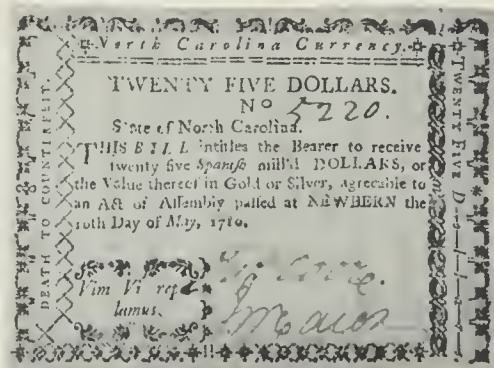 North Carolina Currency.
TWENTY FIVE DOLLARS.
No 5220.
State of North Carolina.
THIS BILL intitles the Bearer to receive
twenty five Spanish mill'd DOLLARS, or
the Value thereof in Gold or Silver, agreeable to
an Act of Assembly passed at NEWBERN the
10th Day of May, 1780.
Vim Vi repel-
lamus.
DEATH TO COUNTERFEIT.
TWENTY FIVE D-o-l-l-a-r-s